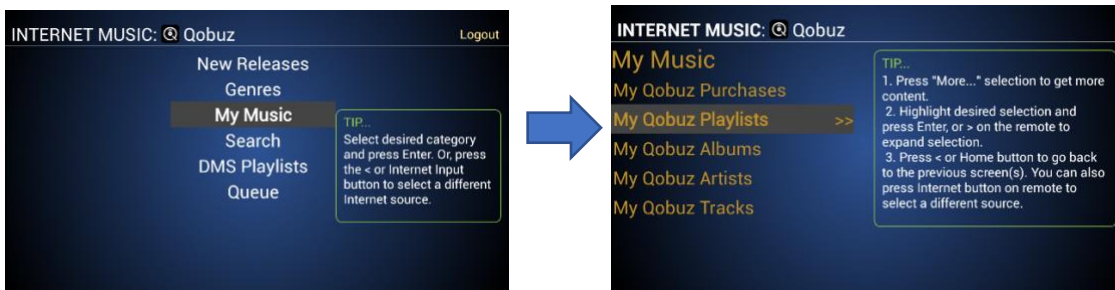 INTERNET MUSIC: Qobuz
Logout
New Releases
Genres
My Music
Search
DMS Playlists
Queue
TIP...
Select desired category
and press Enter. Or, press
the < or Internet Input
button to select a different
Internet source.
INTERNET MUSIC: Qobuz
My Music
My Qobuz Purchases
My Qobuz Playlists >>
My Qobuz Albums
My Qobuz Artists
My Qobuz Tracks
TIP...
1. Press "More..." selection to get more
content.
2. Highlight desired selection and
press Enter, or > on the remote to
expand selection.
3. Press < or Home button to go back
to the previous screen(s). You can also
press Internet button on remote to
select a different source.